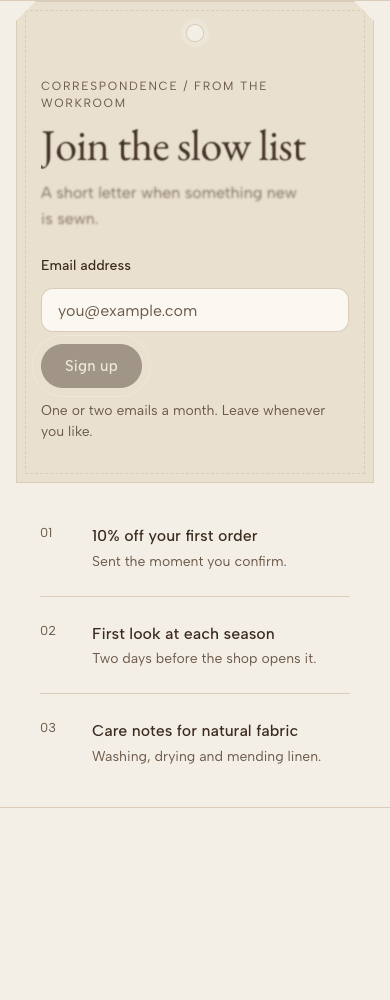 CORRESPONDENCE / FROM THE
WORKROOM
Join the slow list
A short letter when something new
is sewn.
Email address
you@example.com
Sign up
One or two emails a month. Leave whenever
you like.
01
10% off your first order
Sent the moment you confirm.
02
First look at each season
Two days before the shop opens it.
03
Care notes for natural fabric
Washing, drying and mending linen.